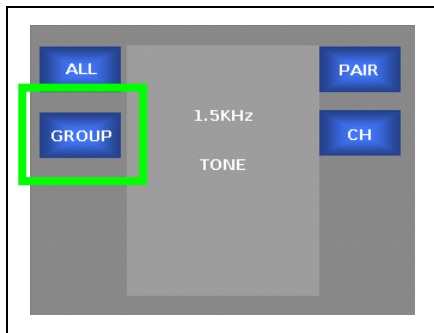 ALL
PAIR
GROUP
1.5KHz
CH
TONE